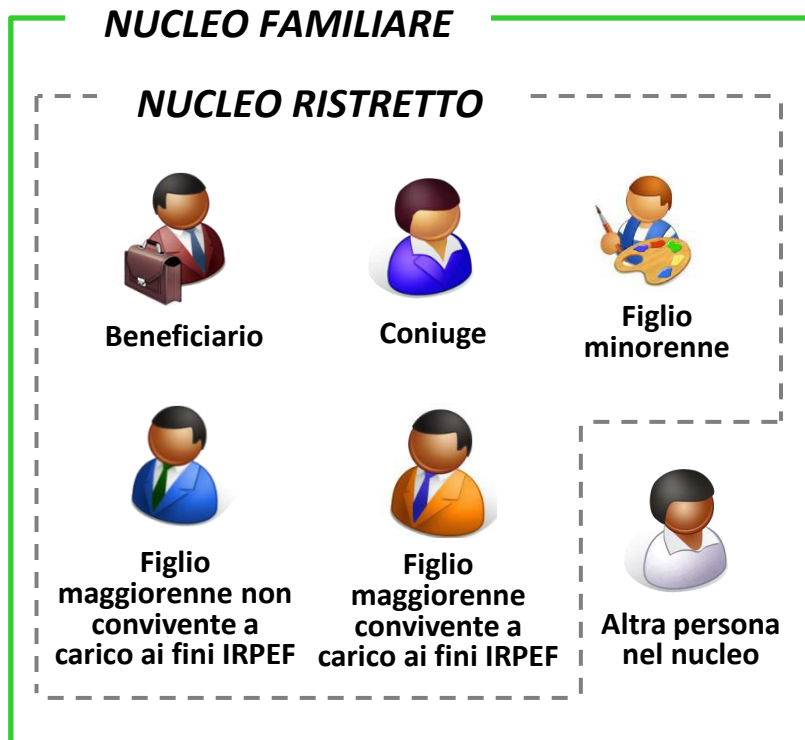 NUCLEO FAMILIARE
NUCLEO RISTRETTO
Beneficiario
Coniuge
Figlio
minorenne
Figlio
maggiorenne non
convivente a
carico ai fini IRPEF
Figlio
maggiorenne
convivente a
carico ai fini IRPEF
Altra persona
nel nucleo